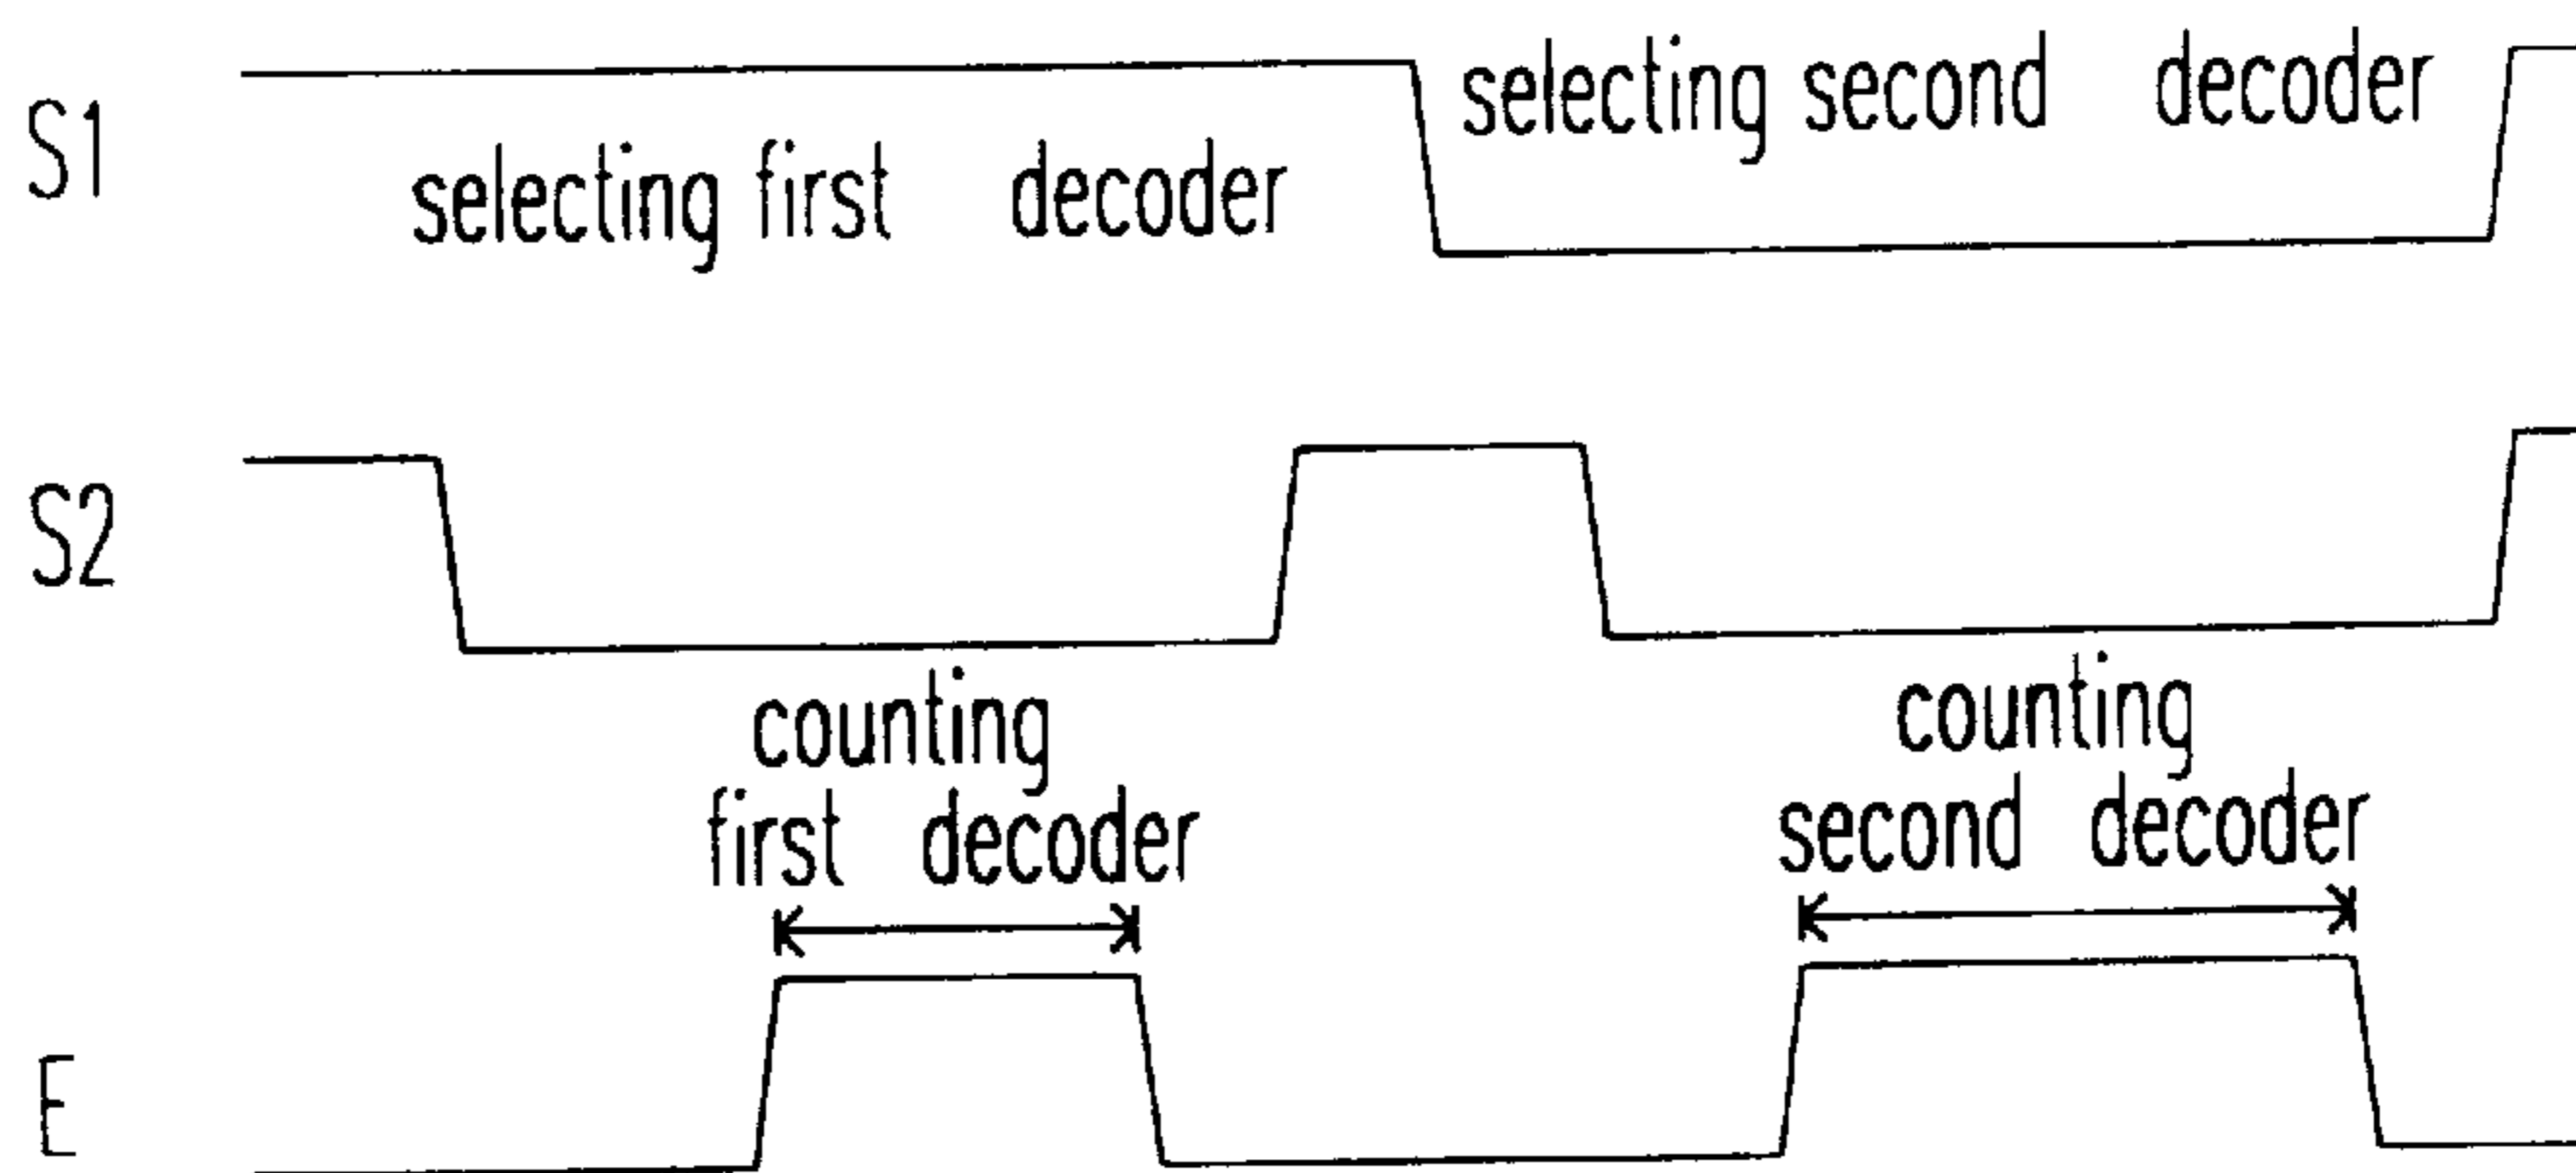 S1
selecting first decoder
selecting second decoder
S2
counting
first decoder
counting
second decoder
E